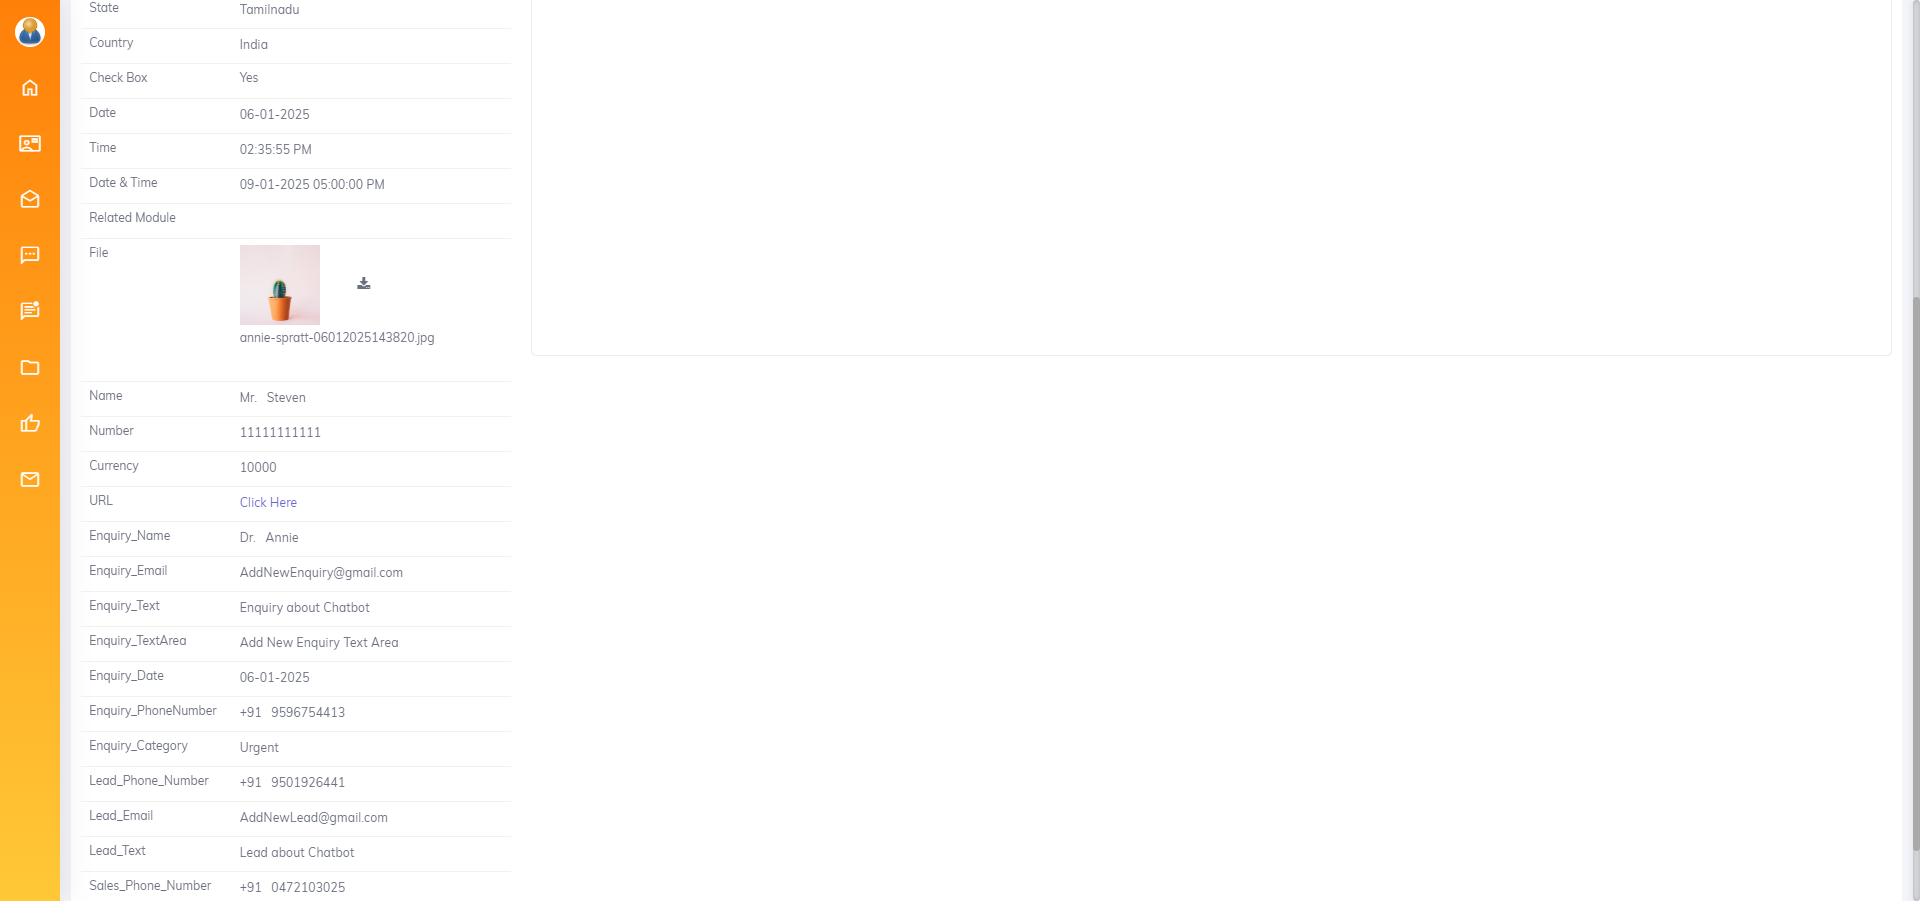 State Tamilnadu
Country India
Check Box Yes
Date 06-01-2025
Time 02:35:55 PM
Date & Time 09-01-2025 05:00:00 PM
Related Module
File
annie-spratt-06012025143820.jpg
Name Mr. Steven
Number 11111111111
Currency 10000
URL Click Here
Enquiry_Name Dr. Annie
Enquiry_Email AddNewEnquiry@gmail.com
Enquiry_Text Enquiry about Chatbot
Enquiry_TextArea Add New Enquiry Text Area
Enquiry_Date 06-01-2025
Enquiry_PhoneNumber +91 9596754413
Enquiry_Category Urgent
Lead_Phone_Number +91 9501926441
Lead_Email AddNewLead@gmail.com
Lead_Text Lead about Chatbot
Sales_Phone_Number +91 0472103025